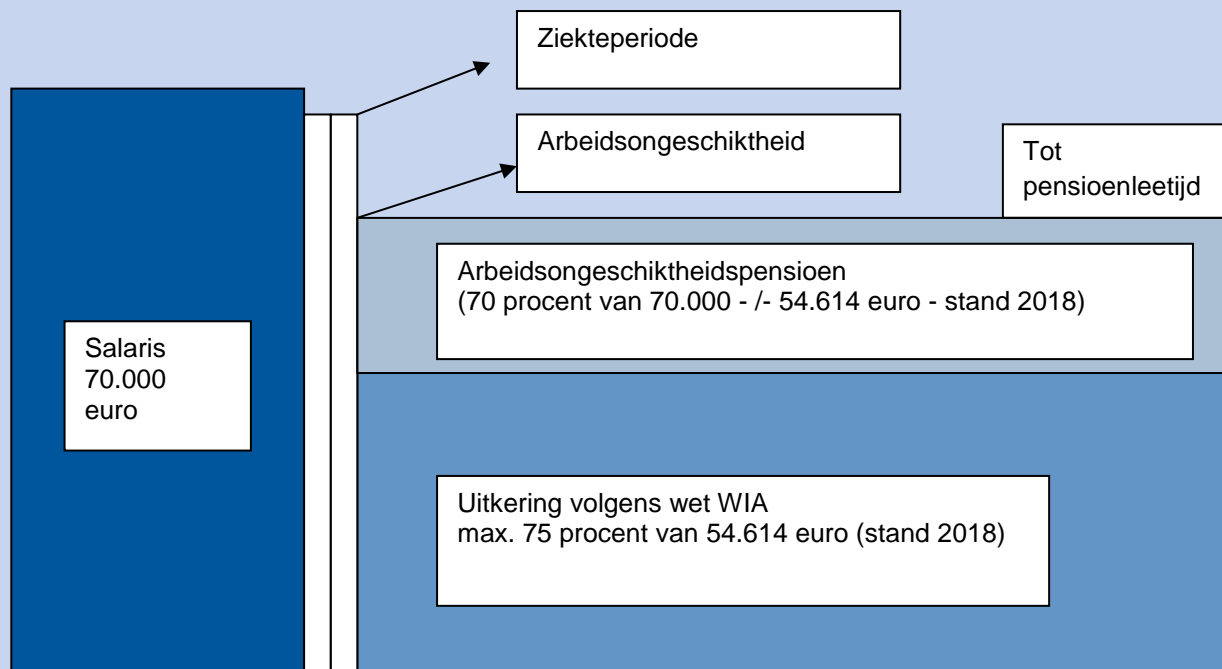 Ziekteperiode
Arbeidsongeschiktheid
Tot
pensioenleetijd
Arbeidsongeschiktheidspensioen
(70 procent van 70.000 - /- 54.614 euro - stand 2018)
Salaris
70.000
euro
Uitkering volgens wet WIA
max. 75 procent van 54.614 euro (stand 2018)